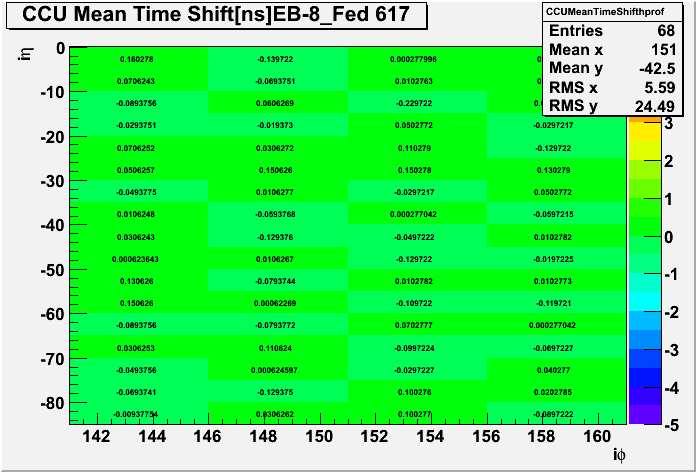 CCU Mean Time Shift[ns]EB-8_Fed 617
CCUMeanTimeShifthprof
Entries 68
Mean x 151
Mean y -42.5
RMS x 5.59
RMS y 24.49
iη
0 0.160278 -0.139722 0.000277996
0.0706243 -0.0693751 0.0102763
-10 -0.0893756 0.0606269 -0.229722
3
-0.0293751 -0.019373 0.0502772 -0.0297217
-20 0.0706252 0.0306272 0.110279 -0.129722
2
0.0506257 0.150626 0.150278 0.130279
-30 -0.0493775 0.0106277 -0.0297217 0.0502772
1
0.0106248 -0.0593768 0.000277042 -0.0597215
-40 0.0306243 -0.129376 -0.0497222 0.0102782
0
0.000623643 0.0106267 -0.129722 -0.0197225
-50 0.130626 -0.0793744 0.0102782 0.0102773
-1
0.150626 0.00062269 -0.109722 -0.119721
-2
-60 -0.0893756 -0.0793772 0.0702777 0.000277042
0.0306253 0.110624 -0.0997224 -0.0697227
-3
-70 -0.0493756 0.000624597 -0.0297227 0.040277
-0.0693741 -0.129375 0.100276 0.0202785
-4
-80 -0.00937754 0.0306262 0.100277 -0.0897222
-5
142 144 146 148 150 152 154 156 158 160
iϕ